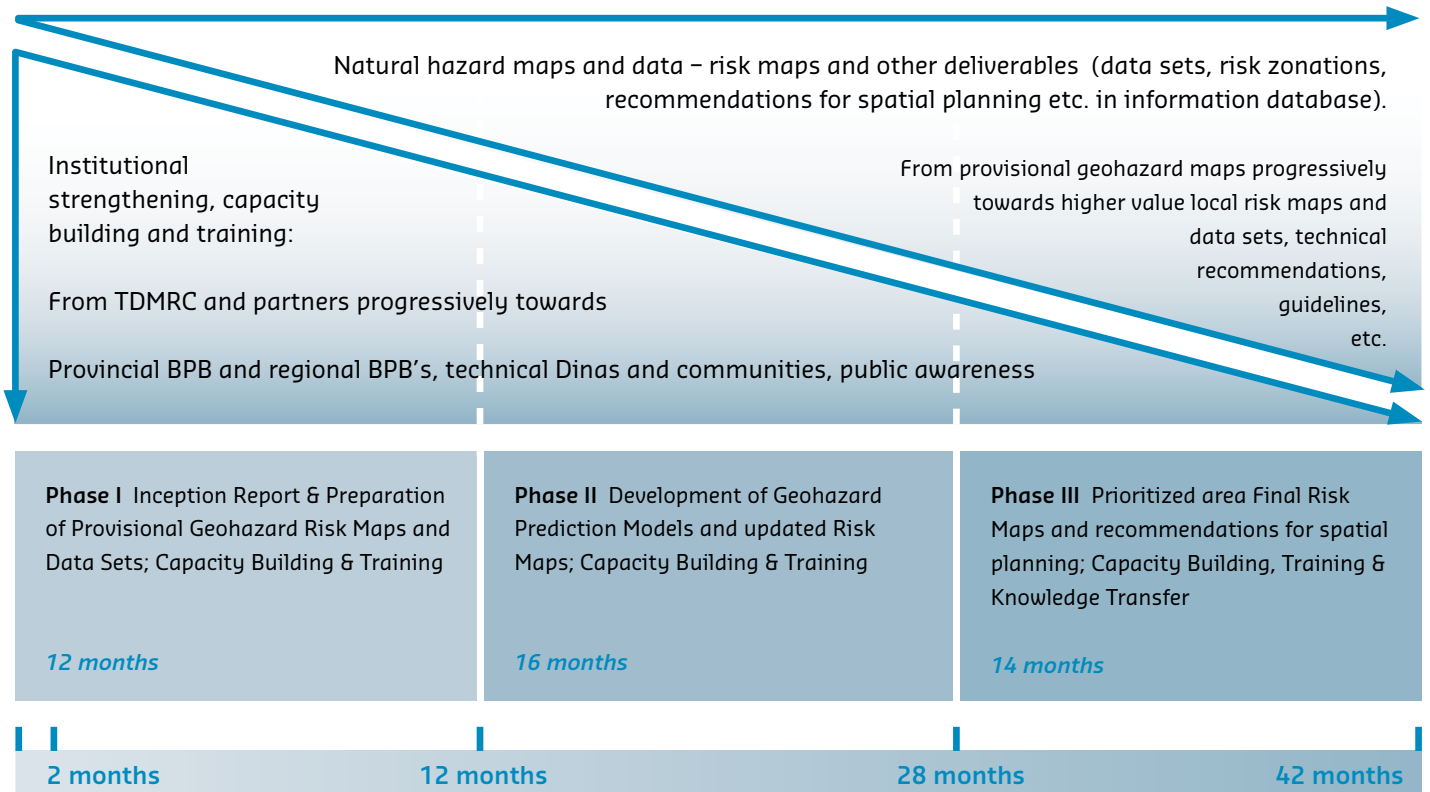 Natural hazard maps and data – risk maps and other deliverables (data sets, risk zonations,
recommendations for spatial planning etc. in information database).
Institutional
strengthening, capacity
building and training:
From TDMRC and partners progressively towards
Provincial BPB and regional BPB's, technical Dinas and communities, public awareness
From provisional geohazard maps progressively
towards higher value local risk maps and
data sets, technical
recommendations,
guidelines,
etc.
Phase I Inception Report & Preparation
of Provisional Geohazard Risk Maps and
Data Sets; Capacity Building & Training
12 months
Phase II Development of Geohazard
Prediction Models and updated Risk
Maps; Capacity Building & Training
16 months
Phase III Prioritized area Final Risk
Maps and recommendations for spatial
planning; Capacity Building, Training &
Knowledge Transfer
14 months
2 months
12 months
28 months
42 months